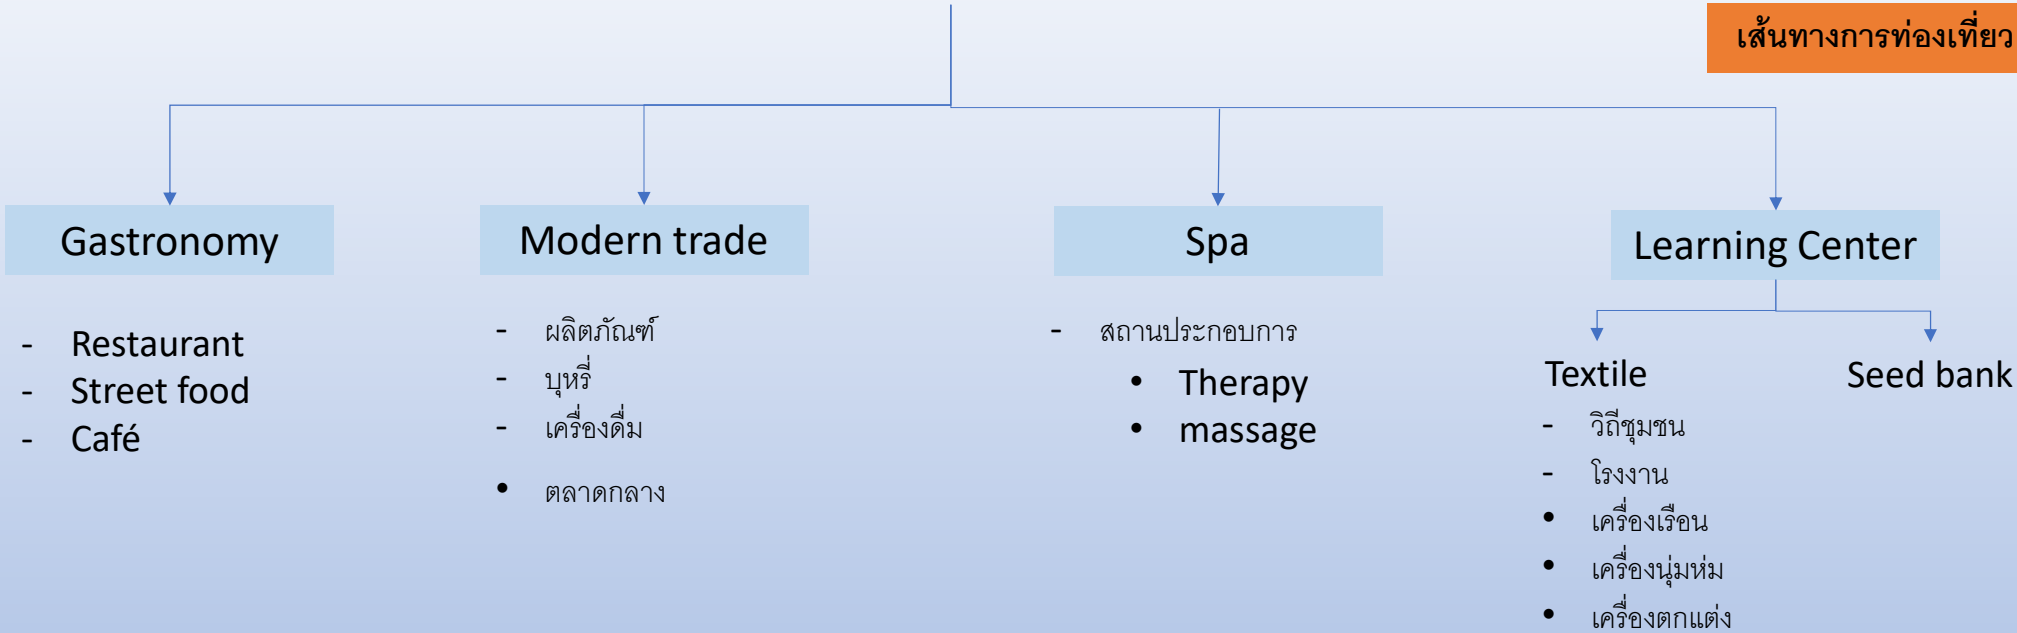 เส้นทางการท่องเที่ยว
Gastronomy
- Restaurant
- Street food
- Café
Modern trade
- ผลิตภัณฑ์
- บุหรี่
- เครื่องดื่ม
• ตลาดกลาง
Spa
- สถานประกอบการ
• Therapy
• massage
Learning Center
Textile
- วิถีชุมชน
- โรงงาน
• เครื่องเรือน
• เครื่องนุ่มห่ม
• เครื่องตกแต่ง
Seed bank